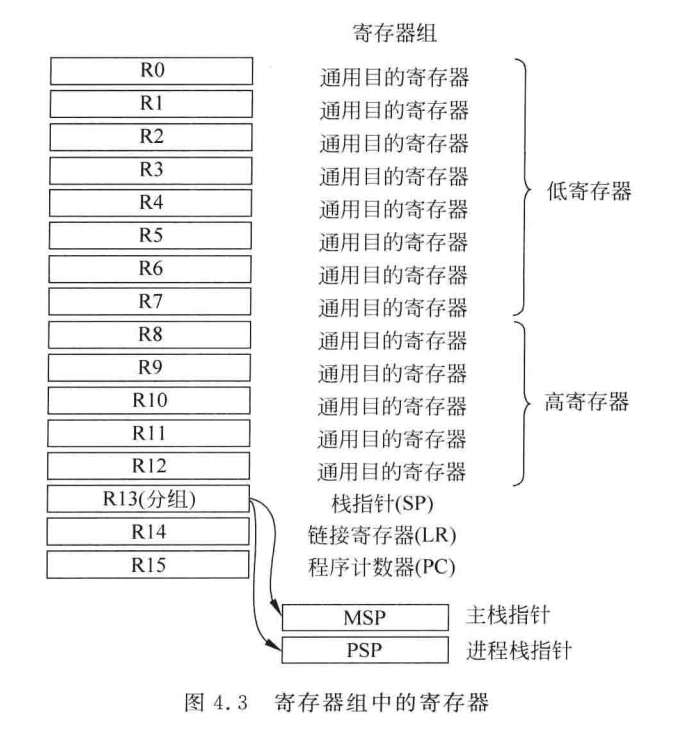 寄存器组
R0 通用目的寄存器
R1 通用目的寄存器
R2 通用目的寄存器
R3 通用目的寄存器
低寄存器
R4 通用目的寄存器
R5 通用目的寄存器
R6 通用目的寄存器
R7 通用目的寄存器
R8 通用目的寄存器
R9 通用目的寄存器
R10 通用目的寄存器
高寄存器
R11 通用目的寄存器
R12 通用目的寄存器
R13(分组) 栈指针(SP)
R14 链接寄存器(LR)
R15 程序计数器(PC)
MSP 主栈指针
PSP 进程栈指针
图 4.3 寄存器组中的寄存器